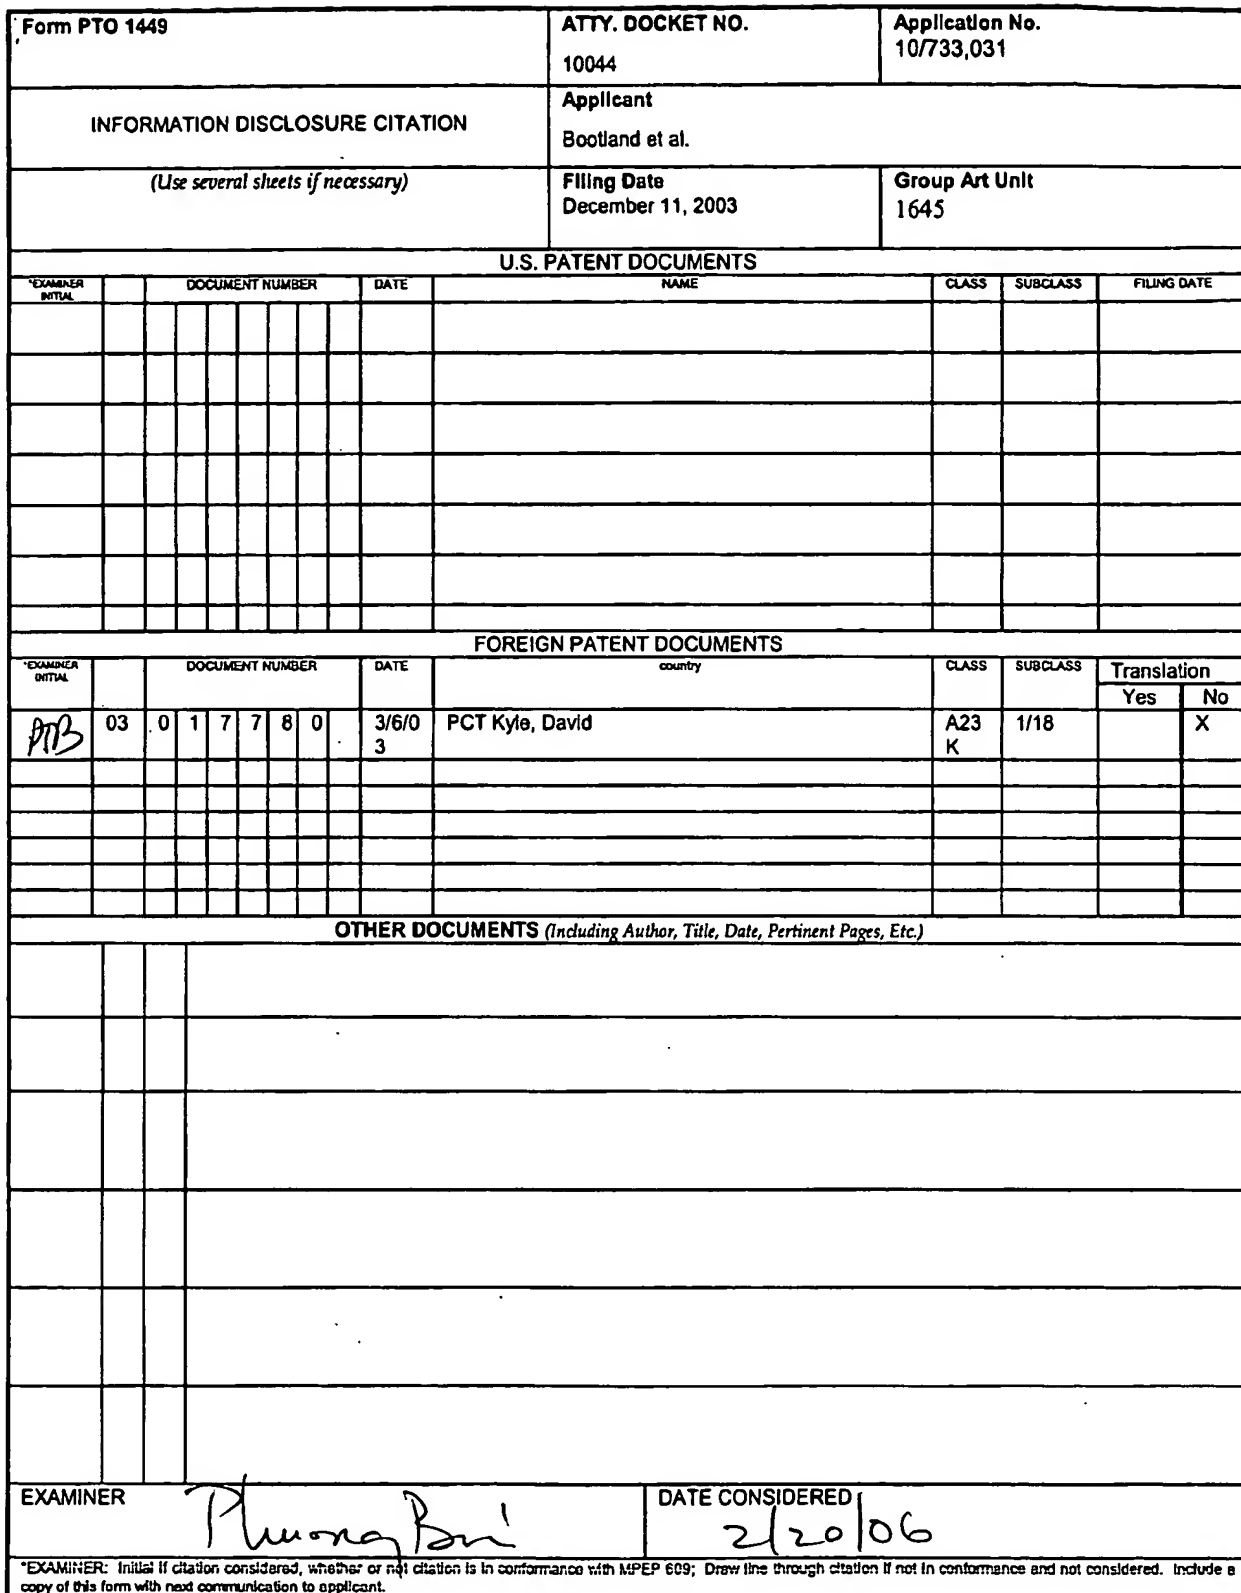 Form PTO 1449
ATTY. DOCKET NO.
10044
Application No.
10/733,031
INFORMATION DISCLOSURE CITATION
Applicant
Bootland et al.
(Use several sheets if necessary)
Filing Date
December 11, 2003
Group Art Unit
1645
U.S. PATENT DOCUMENTS
*EXAMINER INITIAL DOCUMENT NUMBER DATE NAME CLASS SUBCLASS FILING DATE
FOREIGN PATENT DOCUMENTS
*EXAMINER INITIAL DOCUMENT NUMBER DATE country CLASS SUBCLASS Translation
Yes No
PTB 03 0 1 7 7 8 0 3/6/0 PCT Kyle, David A23 1/18 X
3 K
OTHER DOCUMENTS (Including Author, Title, Date, Pertinent Pages, Etc.)
EXAMINER Phuong Bui DATE CONSIDERED 2/20/06
*EXAMINER: Initial if citation considered, whether or not citation is in conformance with MPEP 609; Draw line through citation if not in conformance and not considered. Include a
copy of this form with next communication to applicant.